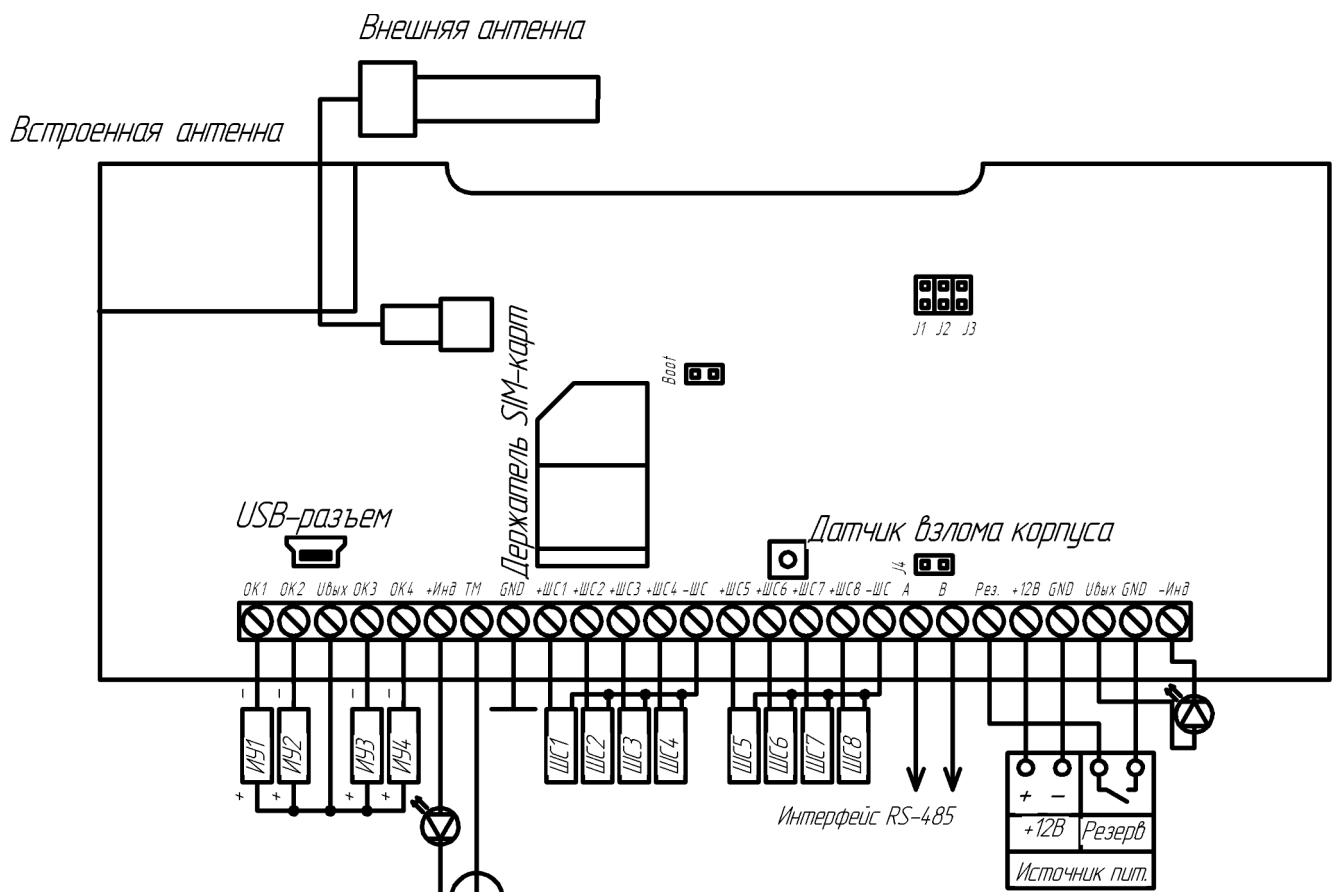 Внешняя антенна
Встроенная антенна
J1 J2 J3
Boot
Держатель SIM-карт
USB-разъем
Датчик взлома корпуса
J4
ОК1 ОК2 Uвых ОК3 ОК4 +Инд ТМ GND +ШС1 +ШС2 +ШС3 +ШС4 -ШС +ШС5 +ШС6 +ШС7 +ШС8 -ШС А В Рез. +12В GND Uвых GND -Инд
- - - -
ИУ1 ИУ2 ИУ3 ИУ4 ШС1 ШС2 ШС3 ШС4 ШС5 ШС6 ШС7 ШС8
+ + + +
Интерфейс RS-485
+ -
+12В Резерв
Источник пит.